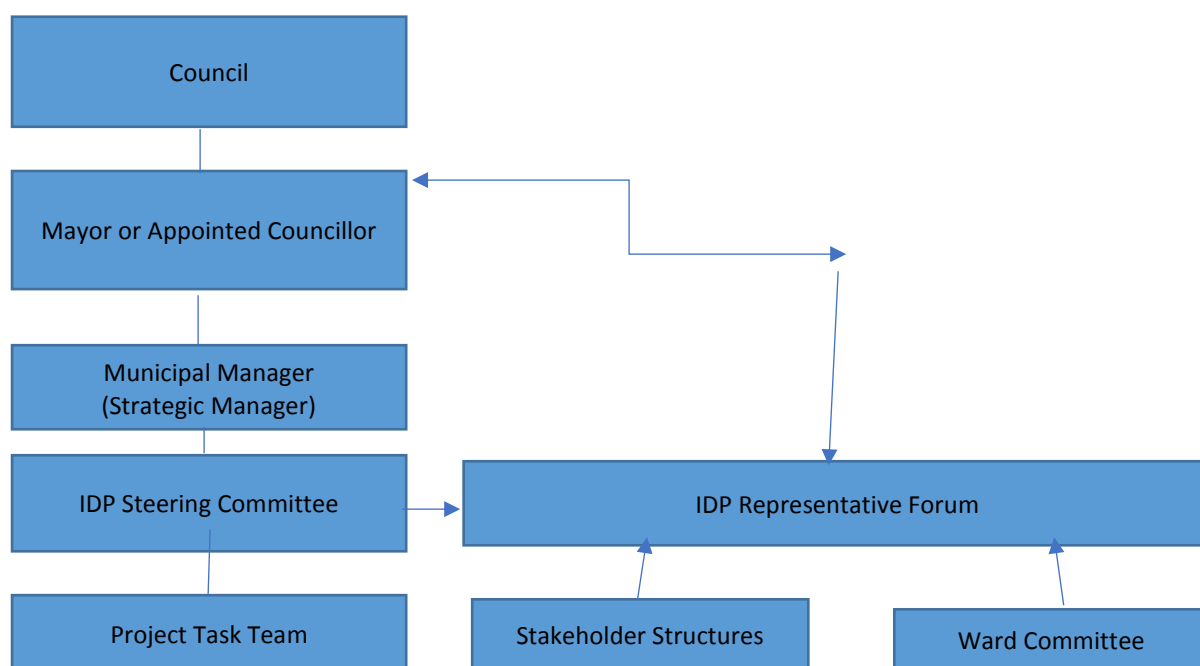 Council
Mayor or Appointed Councillor
Municipal Manager
(Strategic Manager)
IDP Steering Committee
IDP Representative Forum
Project Task Team
Stakeholder Structures
Ward Committee